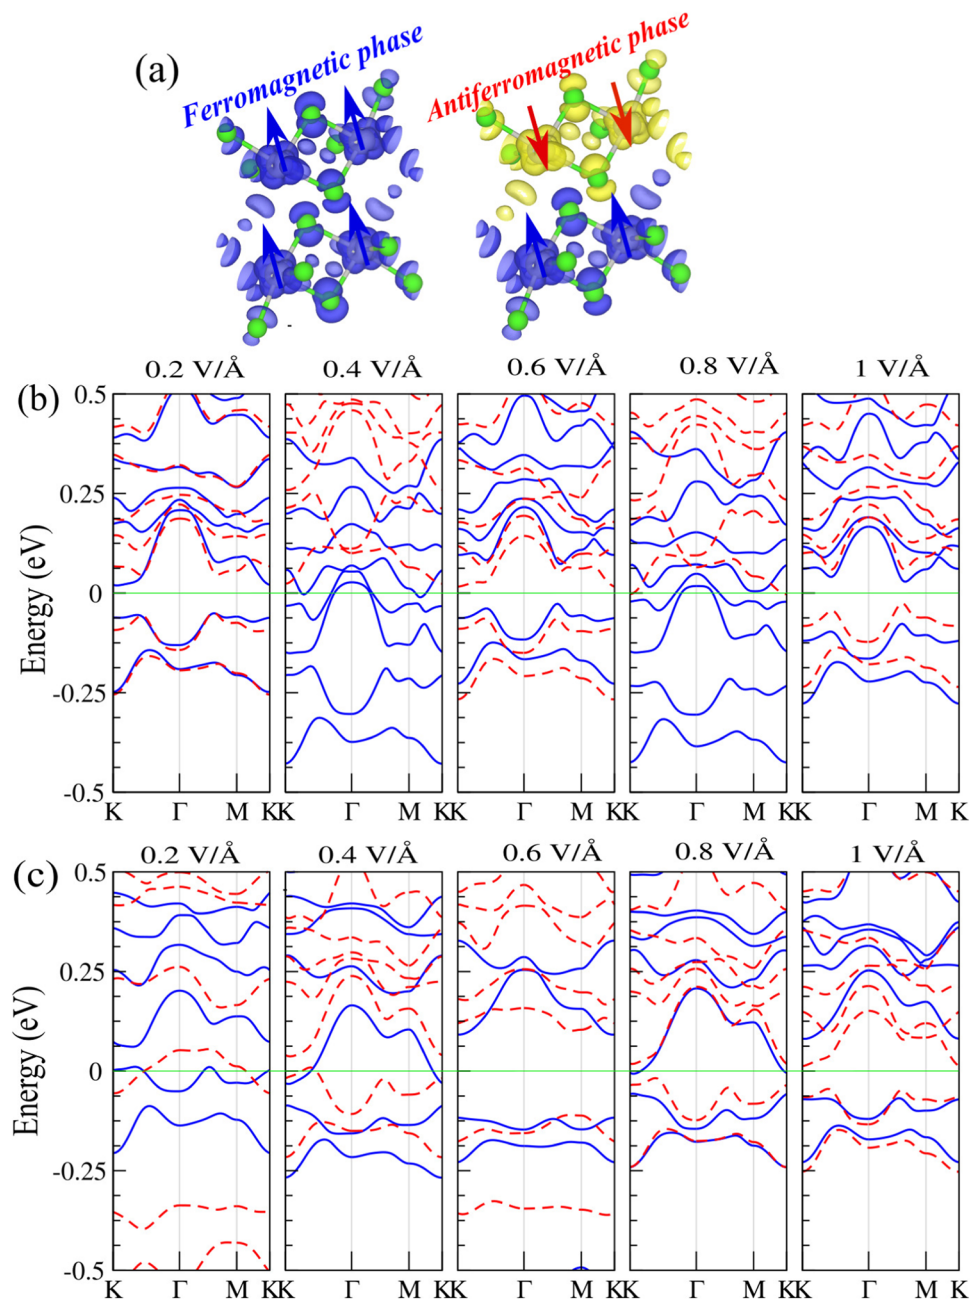 (a)
Ferromagnetic phase
Antiferromagnetic phase
0.2 V/Å 0.4 V/Å 0.6 V/Å 0.8 V/Å 1 V/Å
(b)
0.5
0.25
0
-0.25
-0.5
Energy (eV)
K Γ M KK Γ M KK Γ M KK Γ M KK Γ M K
0.2 V/Å 0.4 V/Å 0.6 V/Å 0.8 V/Å 1 V/Å
(c)
0.5
0.25
0
-0.25
-0.5
Energy (eV)
K Γ M KK Γ M KK Γ M KK Γ M KK Γ M K